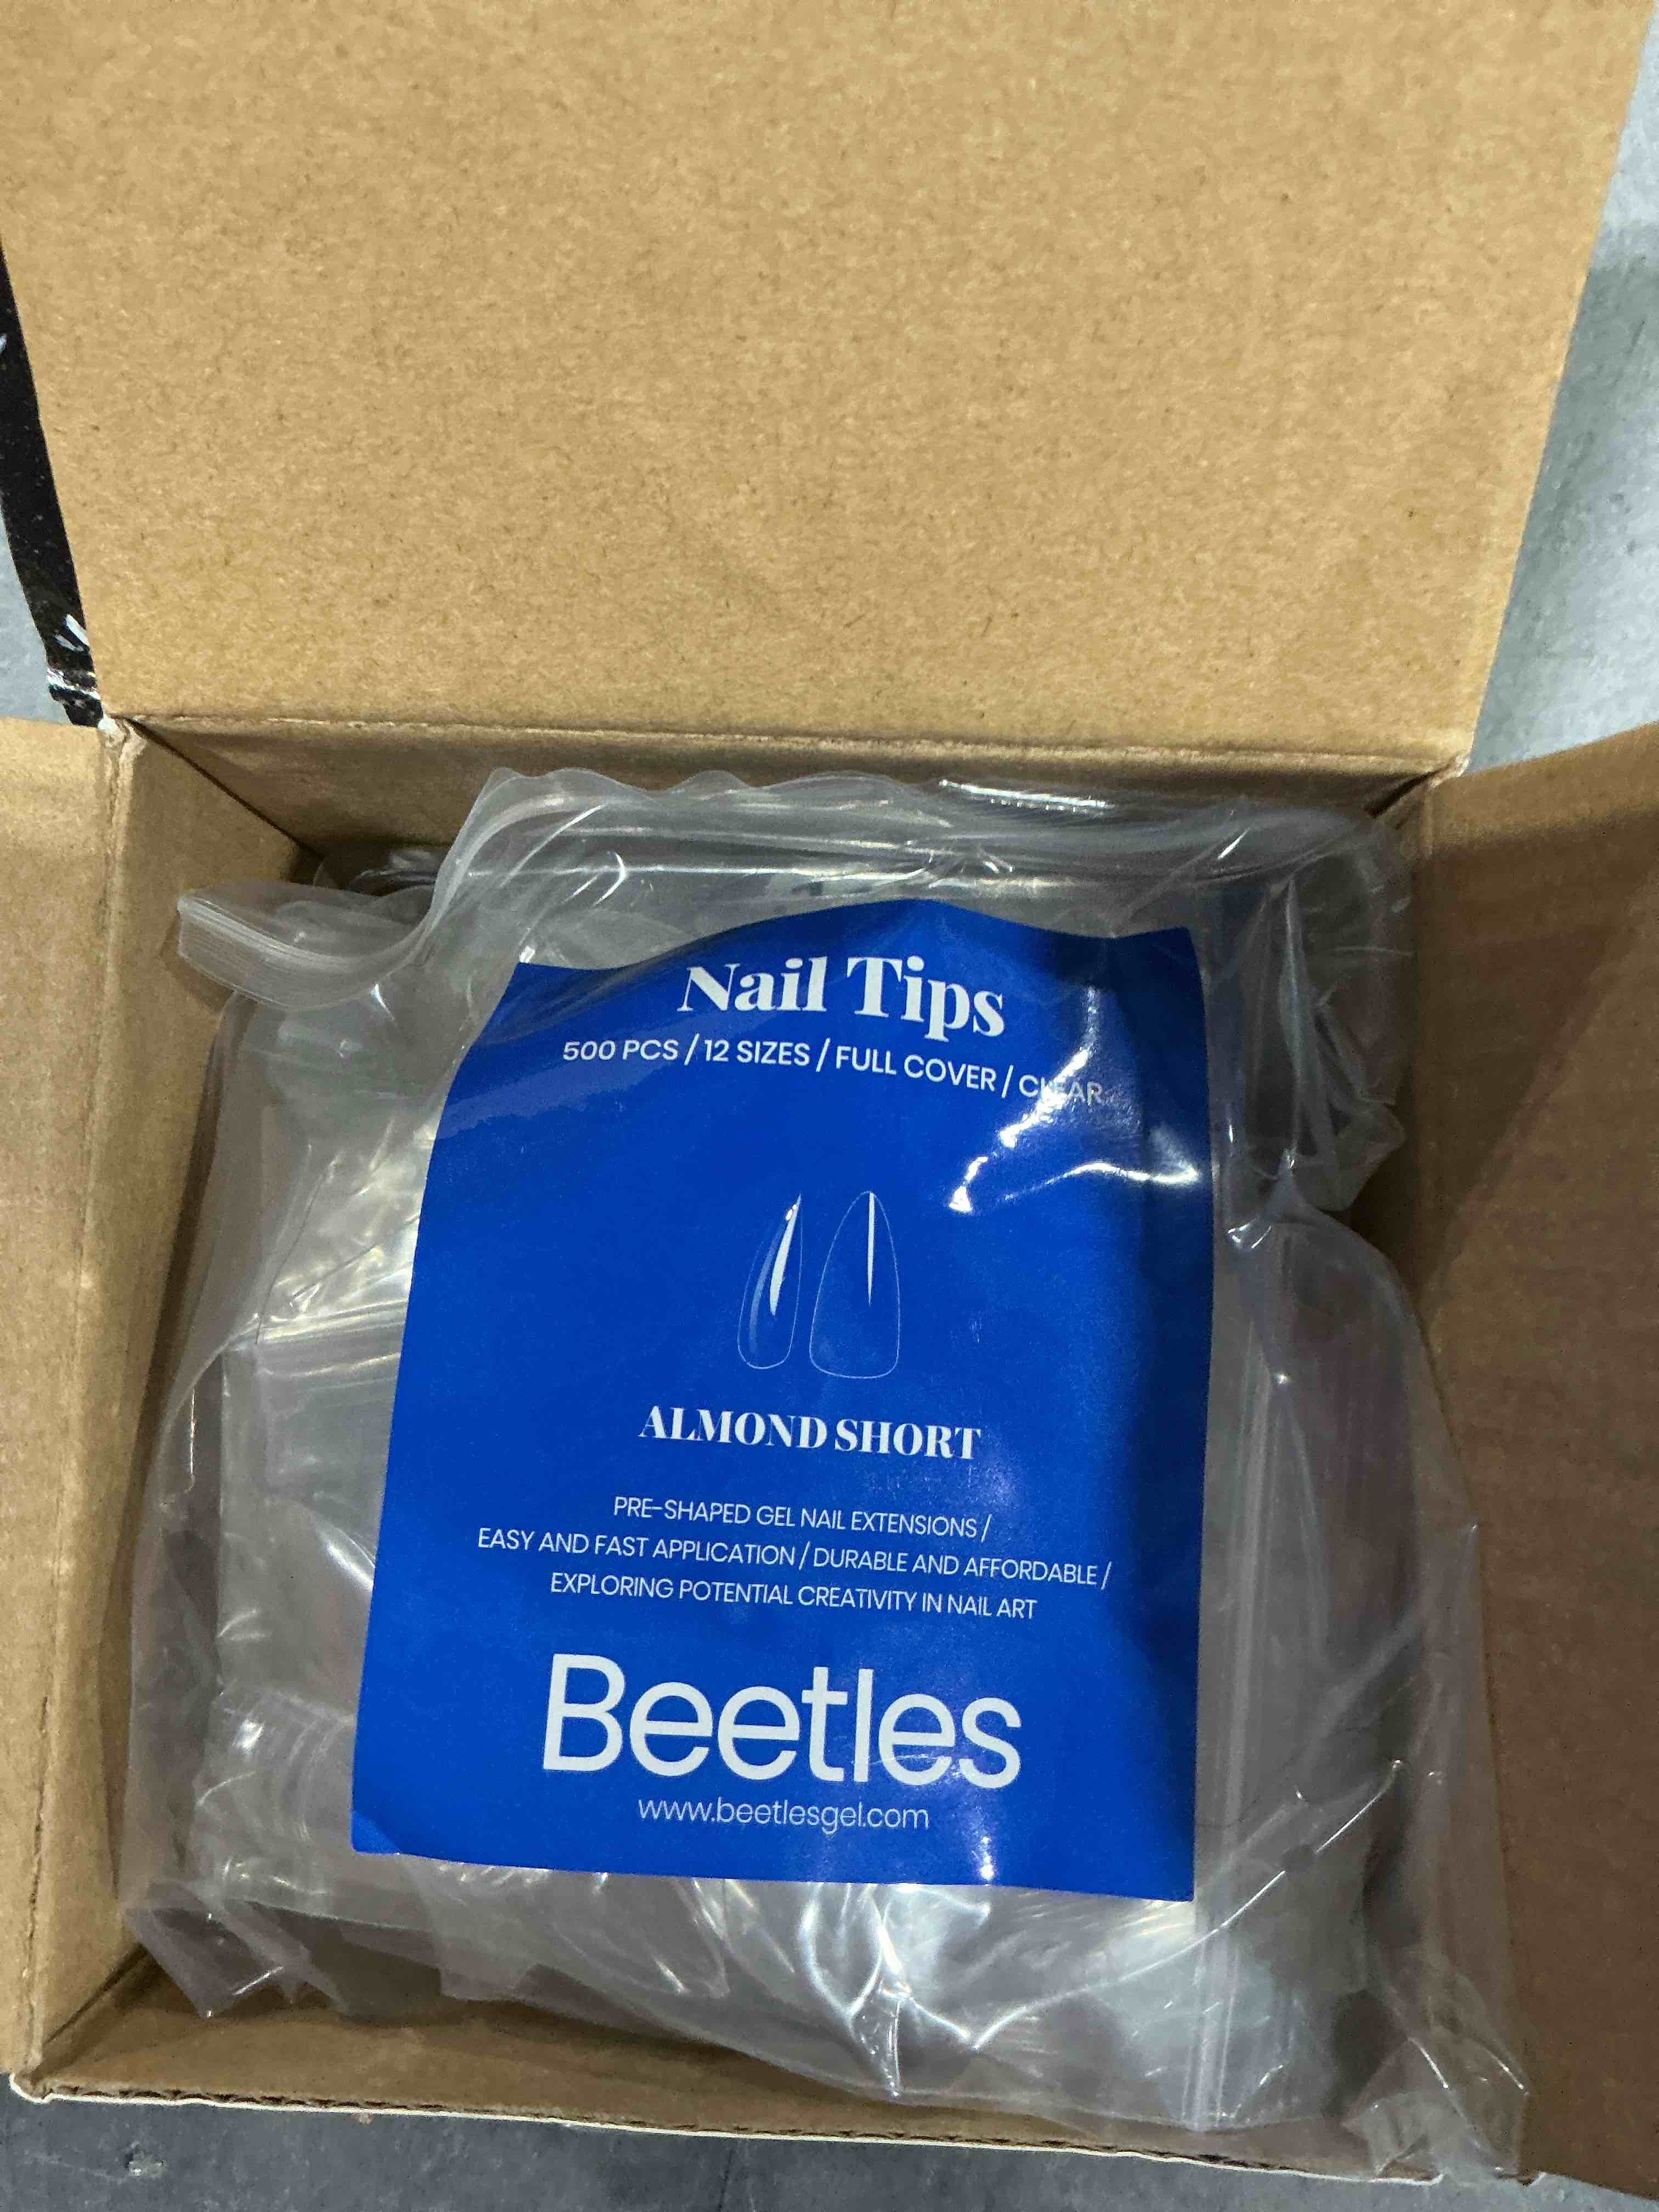 Nail Tips
500 PCS / 12 SIZES / FULL COVER / CLEAR
ALMOND SHORT
PRE-SHAPED GEL NAIL EXTENSIONS /
EASY AND FAST APPLICATION / DURABLE AND AFFORDABLE /
EXPLORING POTENTIAL CREATIVITY IN NAIL ART
Beetles
www.beetlesgel.com